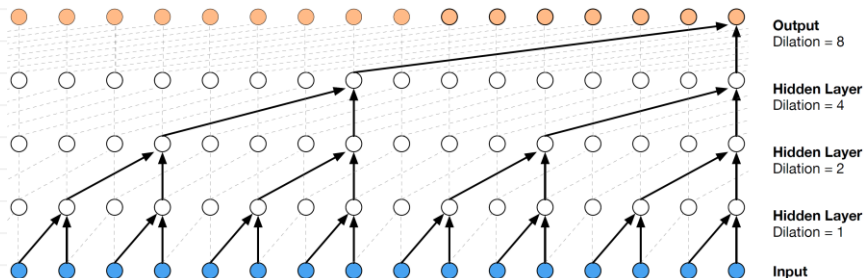 Output
Dilation = 8
Hidden Layer
Dilation = 4
Hidden Layer
Dilation = 2
Hidden Layer
Dilation = 1
Input